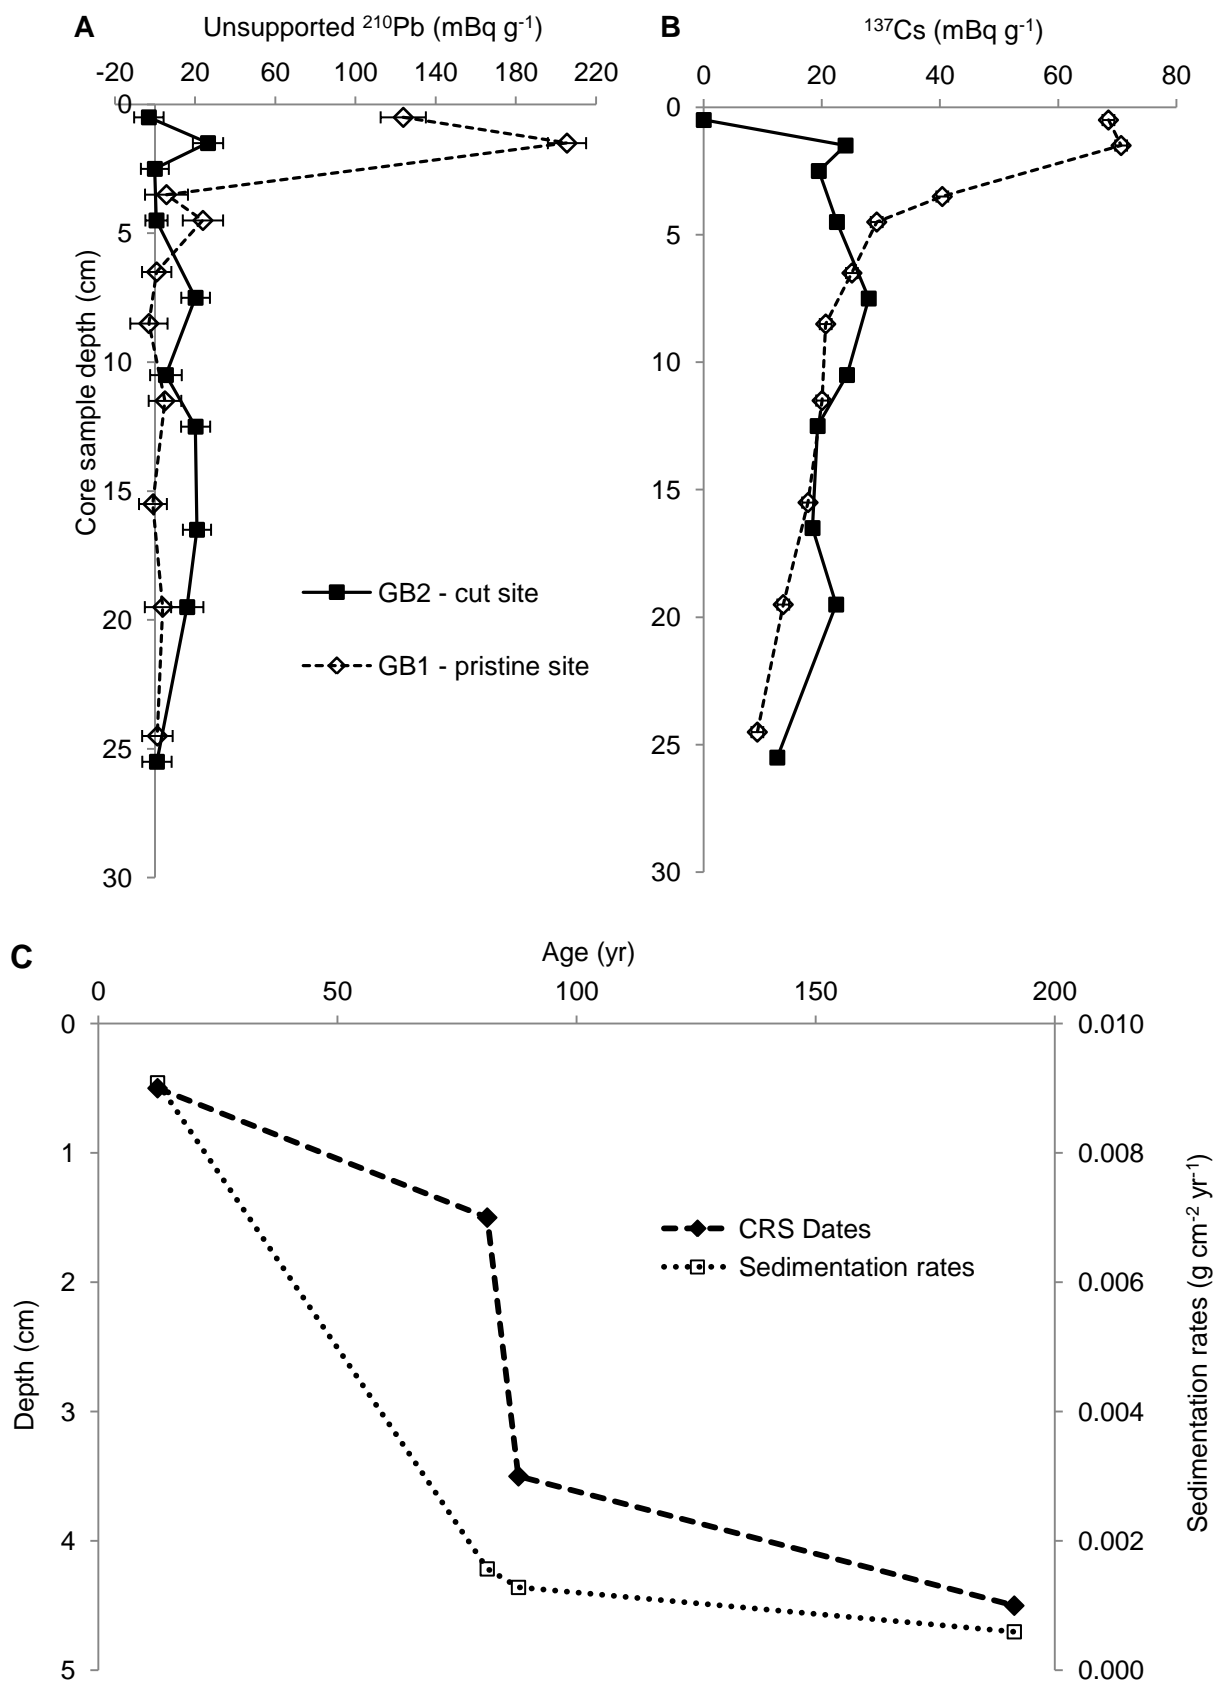 A Unsupported ²¹⁰Pb (mBq g⁻¹)
-20 20 60 100 140 180 220
0
5
10
15
20
25
30
Core sample depth (cm)
GB2 - cut site
GB1 - pristine site
B ¹³⁷Cs (mBq g⁻¹)
0 20 40 60 80
0
5
10
15
20
25
30
C Age (yr)
0 50 100 150 200
0
1
2
3
4
5
Depth (cm)
CRS Dates
Sedimentation rates
0.010
0.008
0.006
0.004
0.002
0.000
Sedimentation rates (g cm⁻² yr⁻¹)